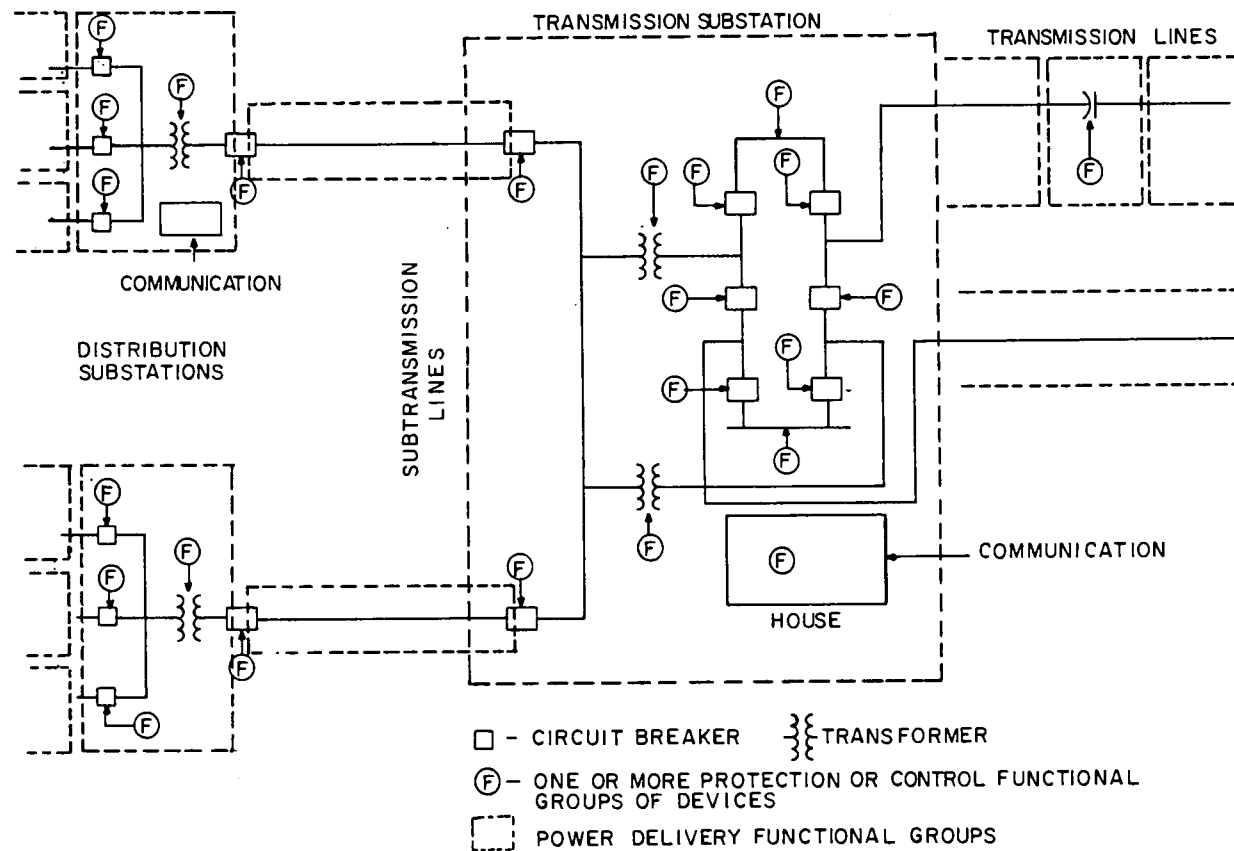 TRANSMISSION SUBSTATION
TRANSMISSION LINES
F
F
F
F
F
F
F
F
F
F
F
F
F
COMMUNICATION
F
F
DISTRIBUTION
SUBSTATIONS
SUBTRANSMISSION
LINES
F
F
F
F
F
F
F
F
F
F
F
COMMUNICATION
HOUSE
F
F
- CIRCUIT BREAKER
TRANSFORMER
F - ONE OR MORE PROTECTION OR CONTROL FUNCTIONAL
GROUPS OF DEVICES
POWER DELIVERY FUNCTIONAL GROUPS